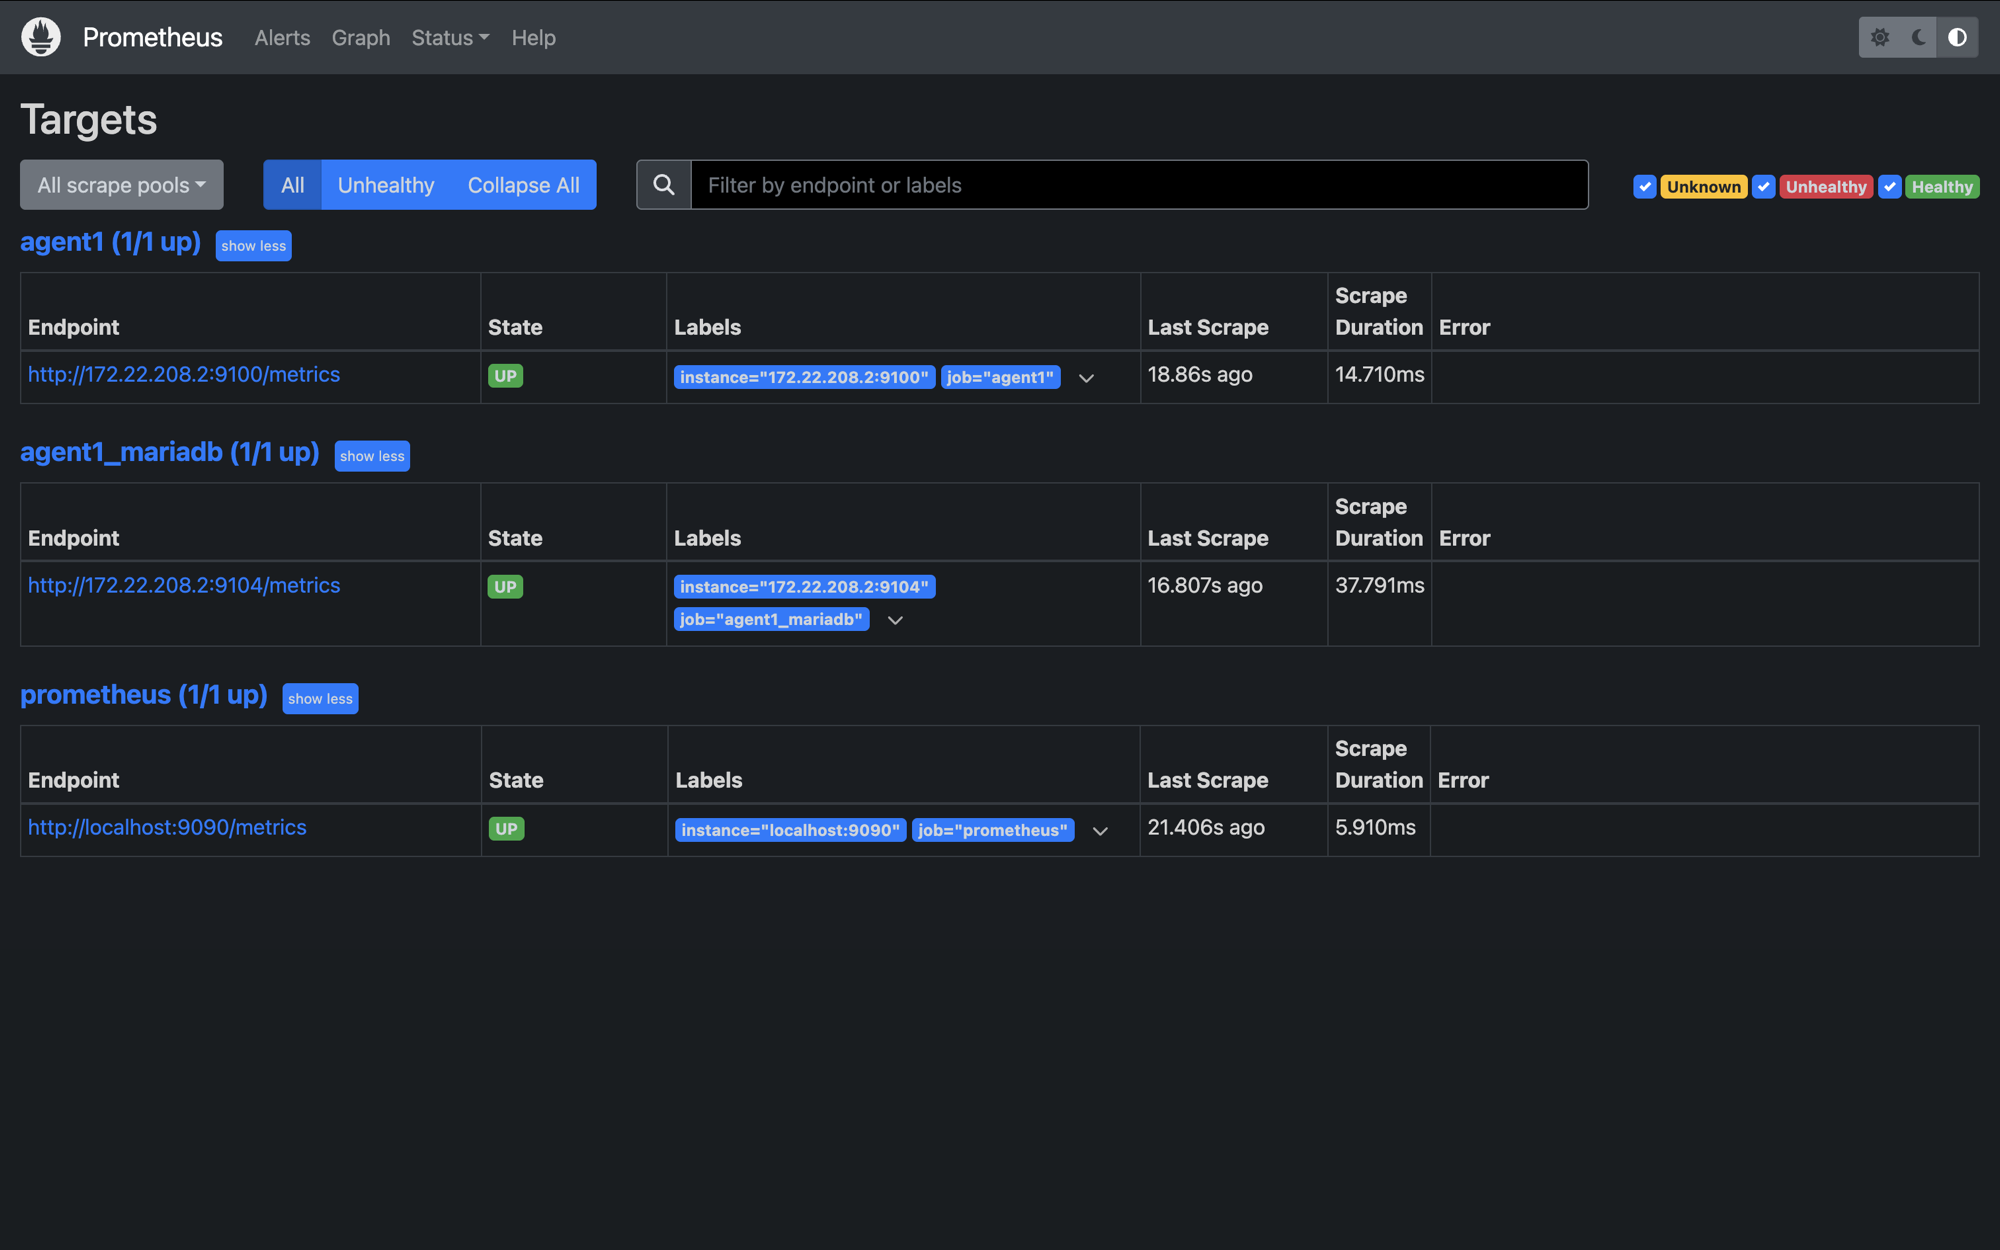 Prometheus Alerts Graph Status Help
Targets
All scrape pools All Unhealthy Collapse All Filter by endpoint or labels Unknown Unhealthy Healthy
agent1 (1/1 up) show less
Endpoint State Labels Last Scrape Scrape Duration Error
http://172.22.208.2:9100/metrics UP instance="172.22.208.2:9100" job="agent1" 18.86s ago 14.710ms
agent1_mariadb (1/1 up) show less
Endpoint State Labels Last Scrape Scrape Duration Error
http://172.22.208.2:9104/metrics UP instance="172.22.208.2:9104" job="agent1_mariadb" 16.807s ago 37.791ms
prometheus (1/1 up) show less
Endpoint State Labels Last Scrape Scrape Duration Error
http://localhost:9090/metrics UP instance="localhost:9090" job="prometheus" 21.406s ago 5.910ms